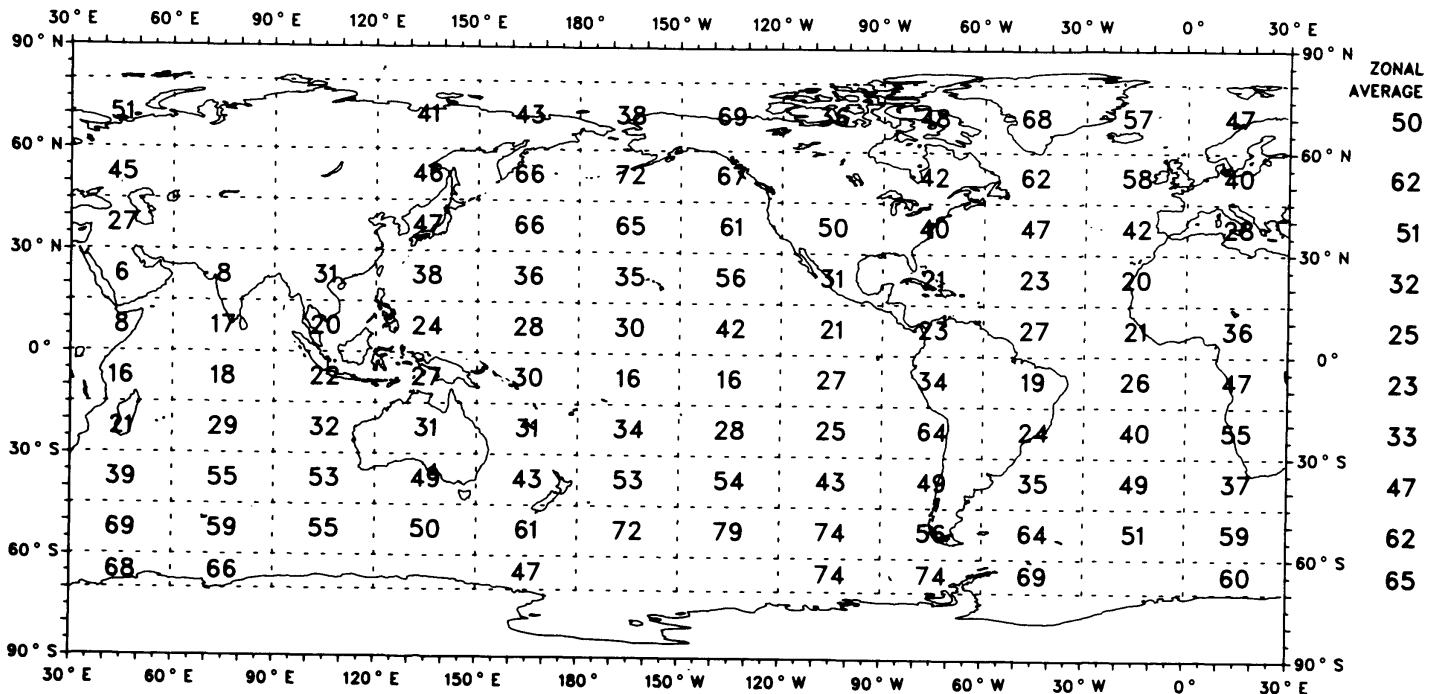 30° E 60° E 90° E 120° E 150° E 180° 150° W 120° W 90° W 60° W 30° W 0° 30° E
90° N 90° N
ZONAL
AVERAGE
51 41 43 38 69 36 48 68 57 47 50
60° N 60° N
45 46 66 72 67 42 62 58 40 62
27 47 66 65 61 50 40 47 42 28 51
30° N 30° N
6 8 31 38 36 35 56 31 21 23 20 32
8 17 20 24 28 30 42 21 23 27 21 36 25
0° 0°
16 18 22 27 30 16 16 27 34 19 26 47 23
21 29 32 31 31 34 28 25 64 24 40 55 33
30° S 30° S
39 55 53 49 43 53 54 43 49 35 49 37 47
69 59 55 50 61 72 79 74 56 64 51 59 62
60° S 60° S
68 66 47 74 74 69 60 65
90° S 90° S
30° E 60° E 90° E 120° E 150° E 180° 150° W 120° W 90° W 60° W 30° W 0° 30° E